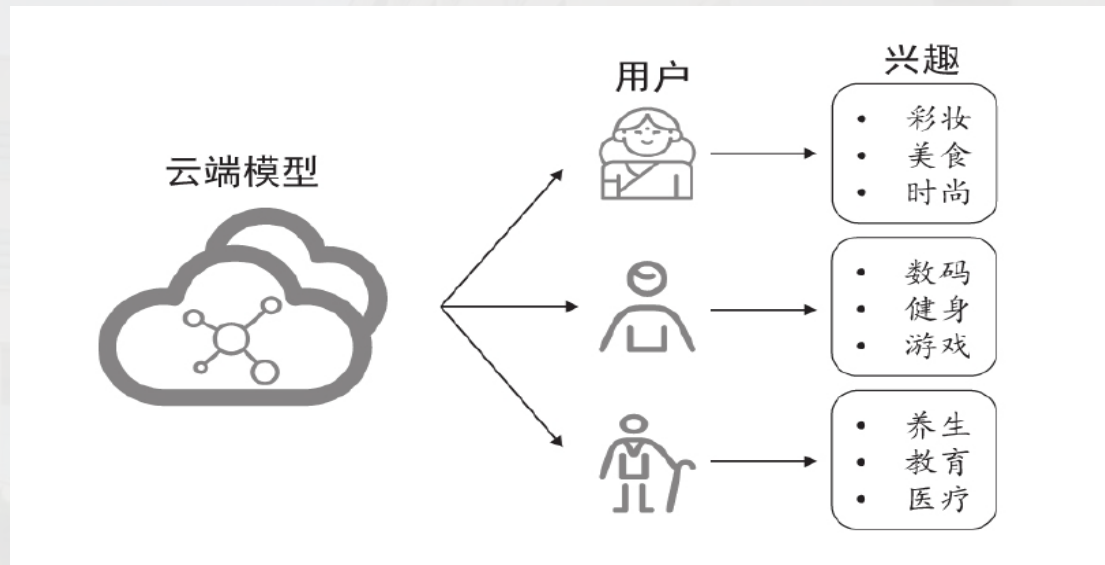 云端模型
用户
兴趣
• 彩妆
• 美食
• 时尚
• 数码
• 健身
• 游戏
• 养生
• 教育
• 医疗